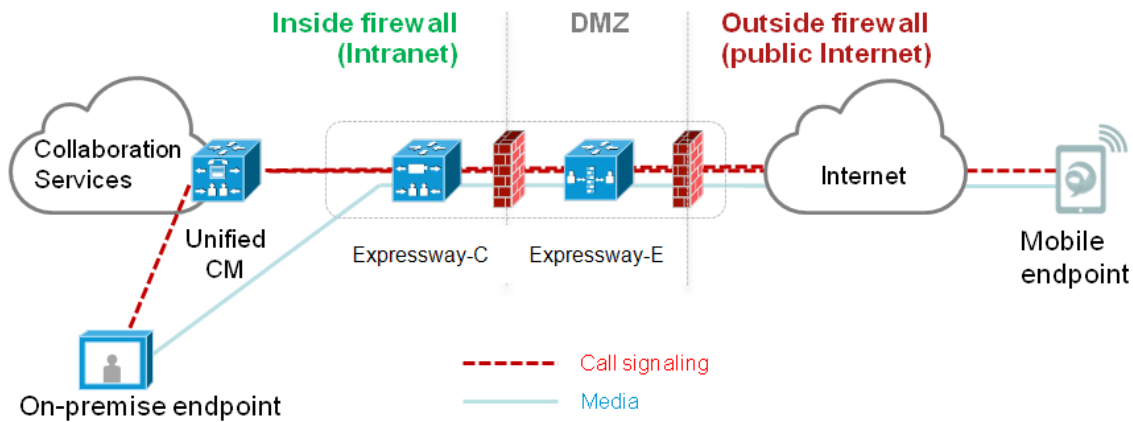 Inside firewall
(Intranet)
DMZ
Outside firewall
(public Internet)
Collaboration
Services
Unified
CM
Expressway-C
Expressway-E
Internet
Mobile
endpoint
On-premise endpoint
Call signaling
Media